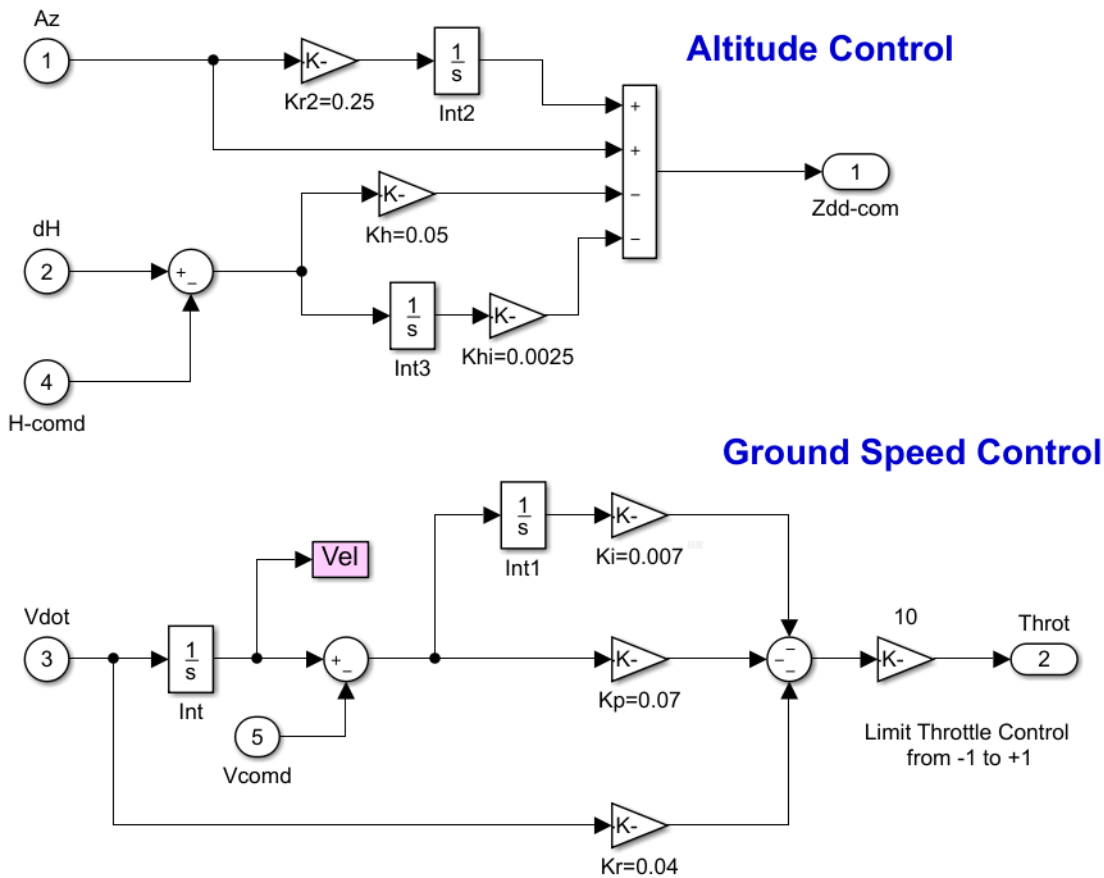 Az
1
-K-
Kr2=0.25
1
s
Int2
Altitude Control
+
+
−
−
1
Zdd-com
-K-
Kh=0.05
dH
2
+
−
1
s
Int3
-K-
Khi=0.0025
4
H-comd
Ground Speed Control
1
s
Int1
-K-
Ki=0.007
Vel
Vdot
3
1
s
Int
+
−
5
Vcomd
-K-
Kp=0.07
−
−
−
10
-K-
Throt
2
Limit Throttle Control
from -1 to +1
-K-
Kr=0.04